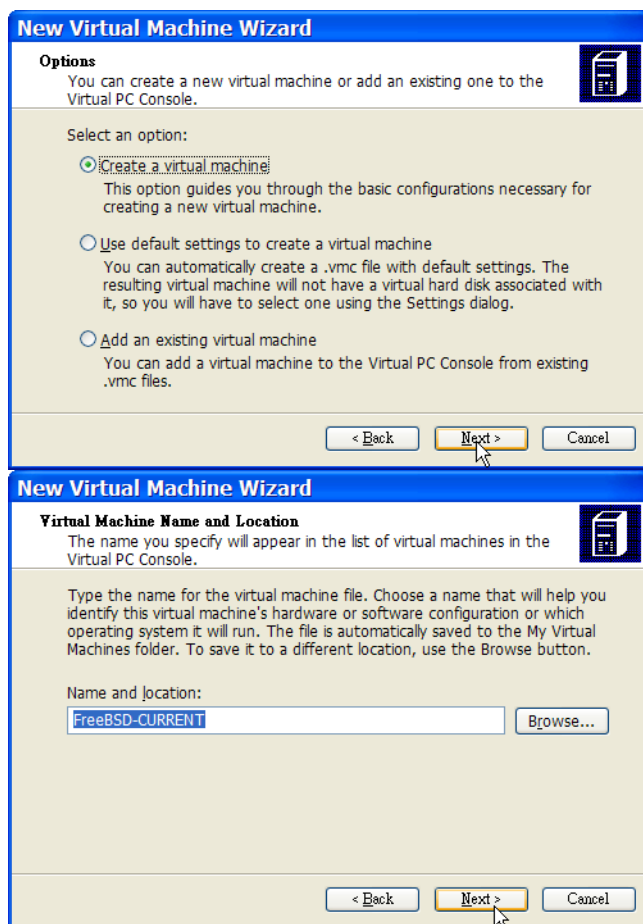 New Virtual Machine Wizard
Options
You can create a new virtual machine or add an existing one to the
Virtual PC Console.
Select an option:
Create a virtual machine
This option guides you through the basic configurations necessary for
creating a new virtual machine.
Use default settings to create a virtual machine
You can automatically create a .vmc file with default settings. The
resulting virtual machine will not have a virtual hard disk associated with
it, so you will have to select one using the Settings dialog.
Add an existing virtual machine
You can add a virtual machine to the Virtual PC Console from existing
.vmc files.
< Back Next > Cancel
New Virtual Machine Wizard
Virtual Machine Name and Location
The name you specify will appear in the list of virtual machines in the
Virtual PC Console.
Type the name for the virtual machine file. Choose a name that will help you
identify this virtual machine's hardware or software configuration or which
operating system it will run. The file is automatically saved to the My Virtual
Machines folder. To save it to a different location, use the Browse button.
Name and location:
FreeBSD-CURRENT Browse...
< Back Next > Cancel